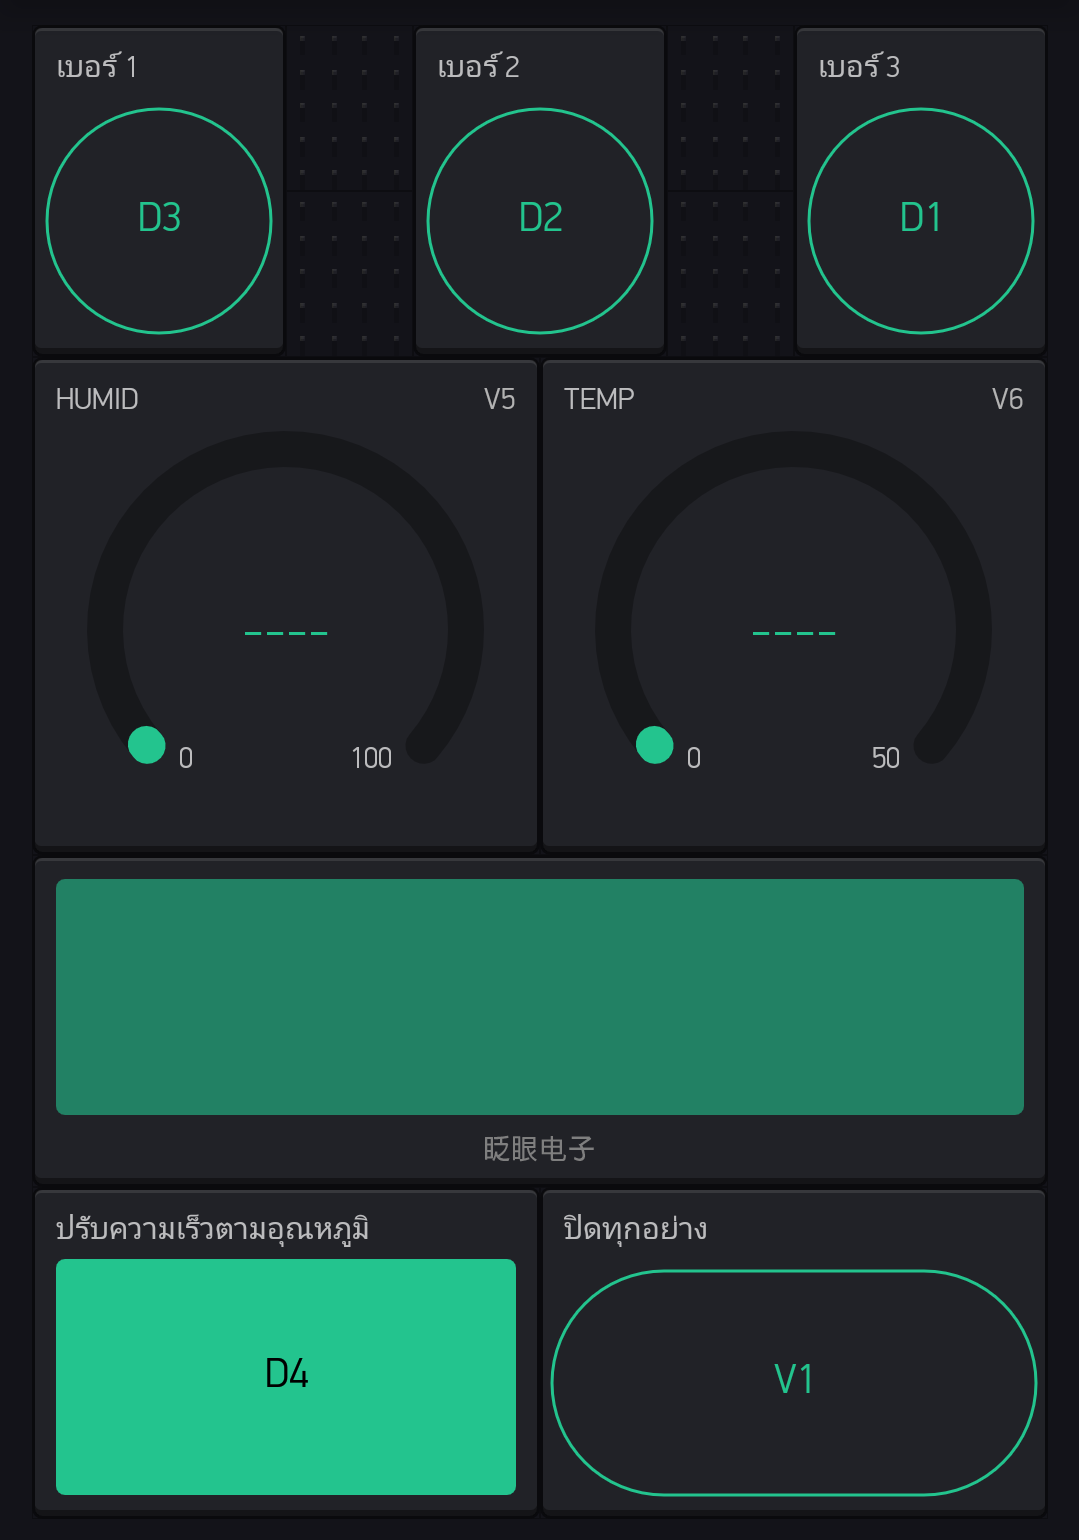 เบอร์ 1
เบอร์ 2
เบอร์ 3
D3
D2
D1
HUMID
V5
TEMP
V6
----
----
0
100
0
50
眨眼电子
ปรับความเร็วตามอุณหภูมิ
ปิดทุกอย่าง
D4
V1